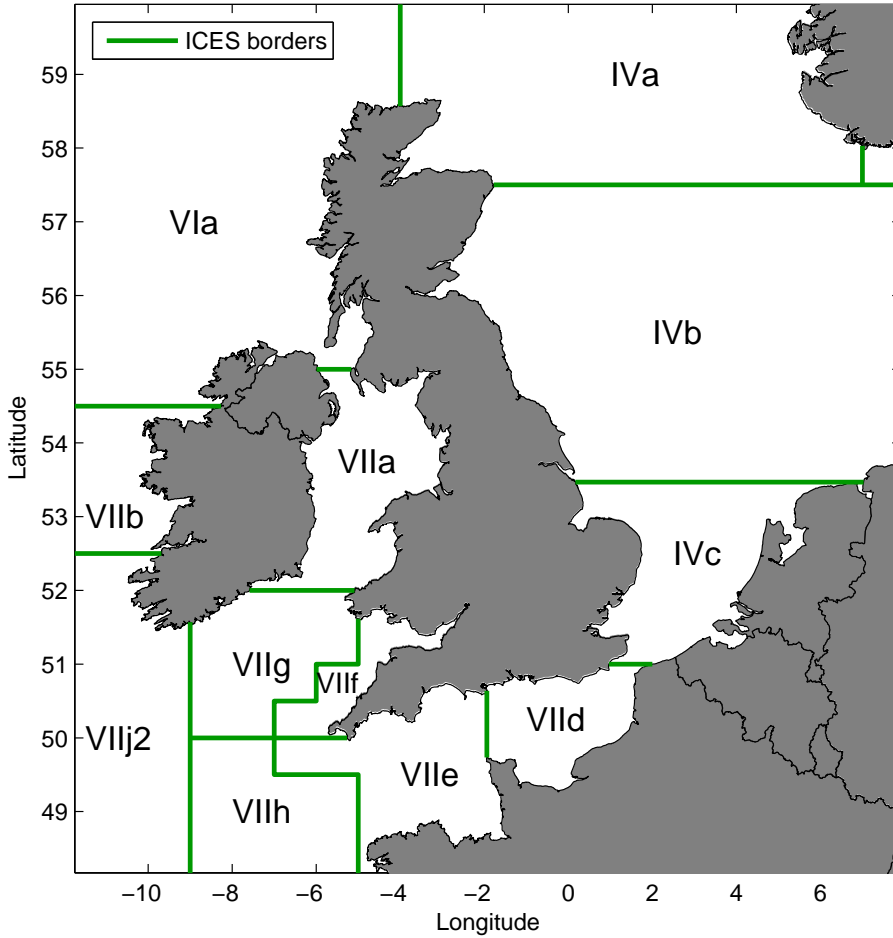 ICES borders
IVa
VIa
IVb
VIIa
VIIb
IVc
VIIg
VIIf
VIIj2
VIId
VIIe
VIIh
59
58
57
56
55
54
53
52
51
50
49
Latitude
−10 −8 −6 −4 −2 0 2 4 6
Longitude